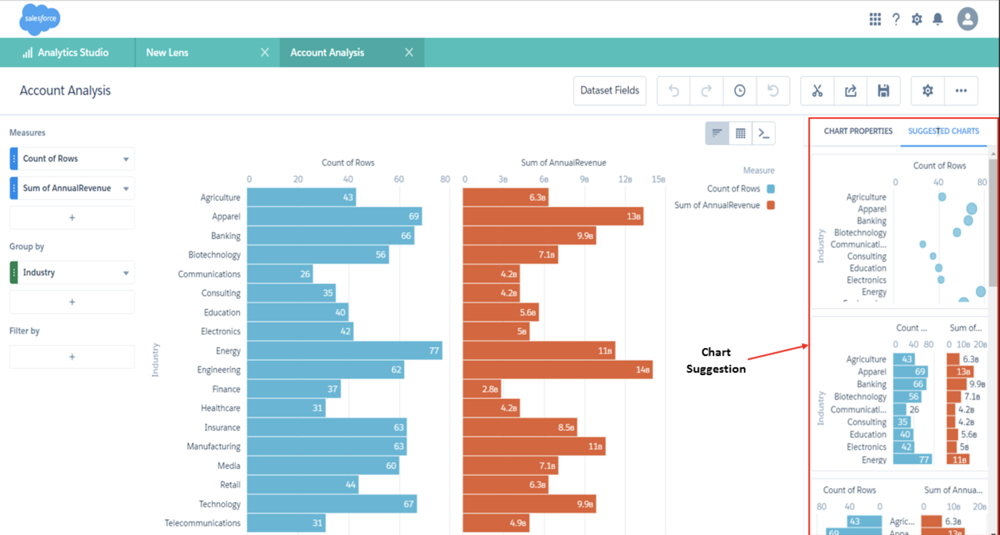 salesforce
?
Analytics Studio
New Lens
Account Analysis
Account Analysis
Dataset Fields
Measures
Count of Rows
Sum of AnnualRevenue
+
Group by
Industry
+
Filter by
+
Count of Rows
0 20 40 60 80
Sum of AnnualRevenue
0 3B 6B 9B 12B 15B
Industry
Agriculture 43 6.3B
Apparel 69 13B
Banking 66 9.9B
Biotechnology 56 7.1B
Communications 26 4.2B
Consulting 35 4.2B
Education 40 5.6B
Electronics 42 5B
Energy 77 11B
Engineering 62 14B
Finance 37 2.8B
Healthcare 31 4.2B
Insurance 63 8.5B
Manufacturing 63 11B
Media 60 7.1B
Retail 44 6.3B
Technology 67 9.9B
Telecommunications 31 4.9B
Measure
Count of Rows
Sum of AnnualRevenue
Chart
Suggestion
CHART PROPERTIES
SUGGESTED CHARTS
Count of Rows
0 40 80
Industry
Agriculture
Apparel
Banking
Biotechnology
Communicati...
Consulting
Education
Electronics
Energy
Count ... Sum of...
0 40 80 0 10B 20B
Industry
Agriculture 43 6.3B
Apparel 69 13B
Banking 66 9.9B
Biotechnology 56 7.1B
Communicati... 26 4.2B
Consulting 35 4.2B
Education 40 5.6B
Electronics 42 5B
Energy 77 11B
Count of Rows Sum of Annua...
80 40 0 0 10B 20B
43 Agric... 6.3B
69 Appa... 13B